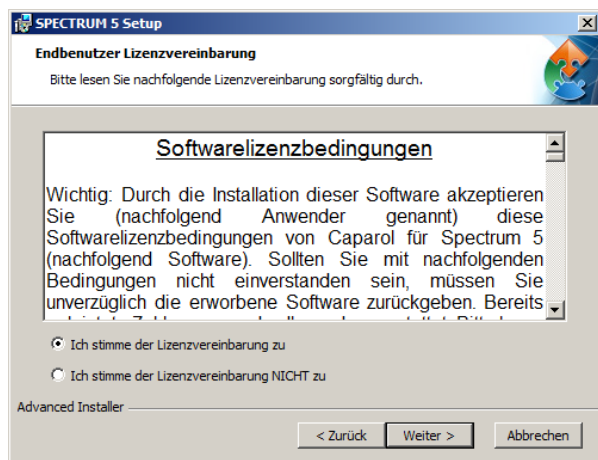 SPECTRUM 5 Setup
Endbenutzer Lizenzvereinbarung
Bitte lesen Sie nachfolgende Lizenzvereinbarung sorgfältig durch.
Softwarelizenzbedingungen
Wichtig: Durch die Installation dieser Software akzeptieren
Sie (nachfolgend Anwender genannt) diese
Softwarelizenzbedingungen von Caparol für Spectrum 5
(nachfolgend Software). Sollten Sie mit nachfolgenden
Bedingungen nicht einverstanden sein, müssen Sie
unverzüglich die erworbene Software zurückgeben. Bereits
Ich stimme der Lizenzvereinbarung zu
Ich stimme der Lizenzvereinbarung NICHT zu
Advanced Installer
< Zurück Weiter > Abbrechen